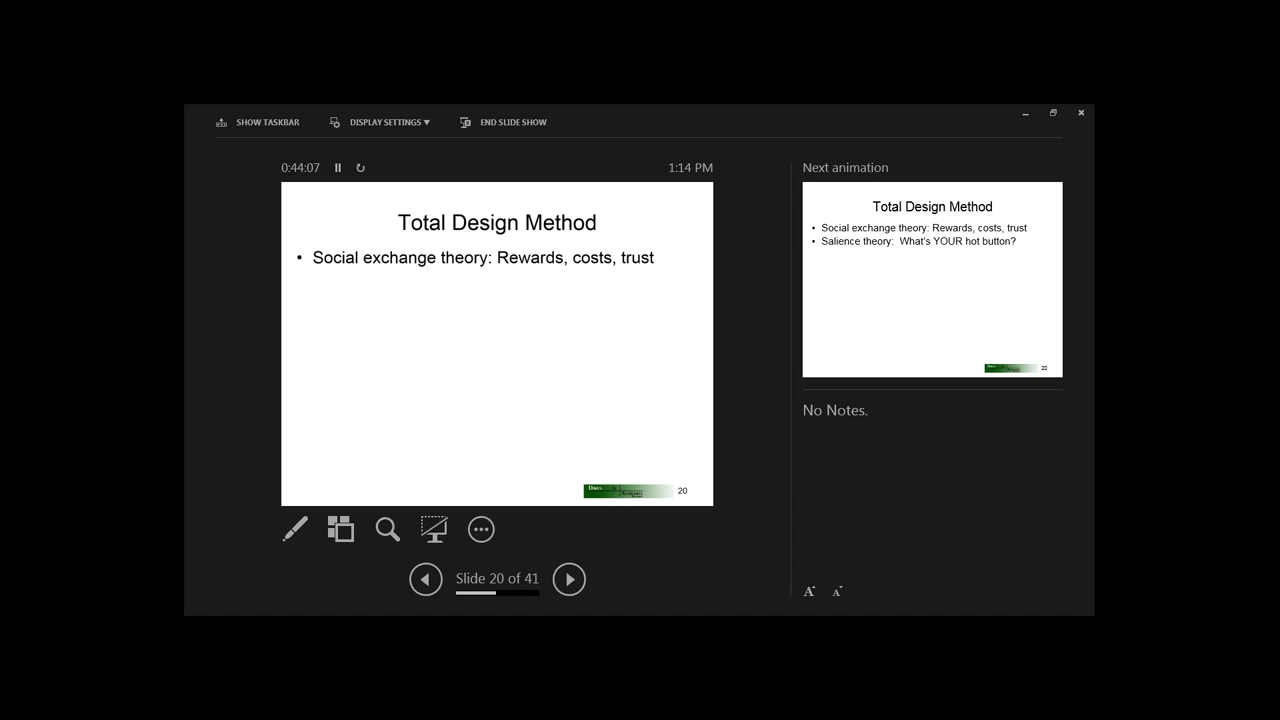 SHOW TASKBAR DISPLAY SETTINGS ▼ END SLIDE SHOW
0:44:07 1:14 PM
Total Design Method
• Social exchange theory: Rewards, costs, trust
20
Slide 20 of 41
Next animation
Total Design Method
• Social exchange theory: Rewards, costs, trust
• Salience theory: What's YOUR hot button?
20
No Notes.
A A